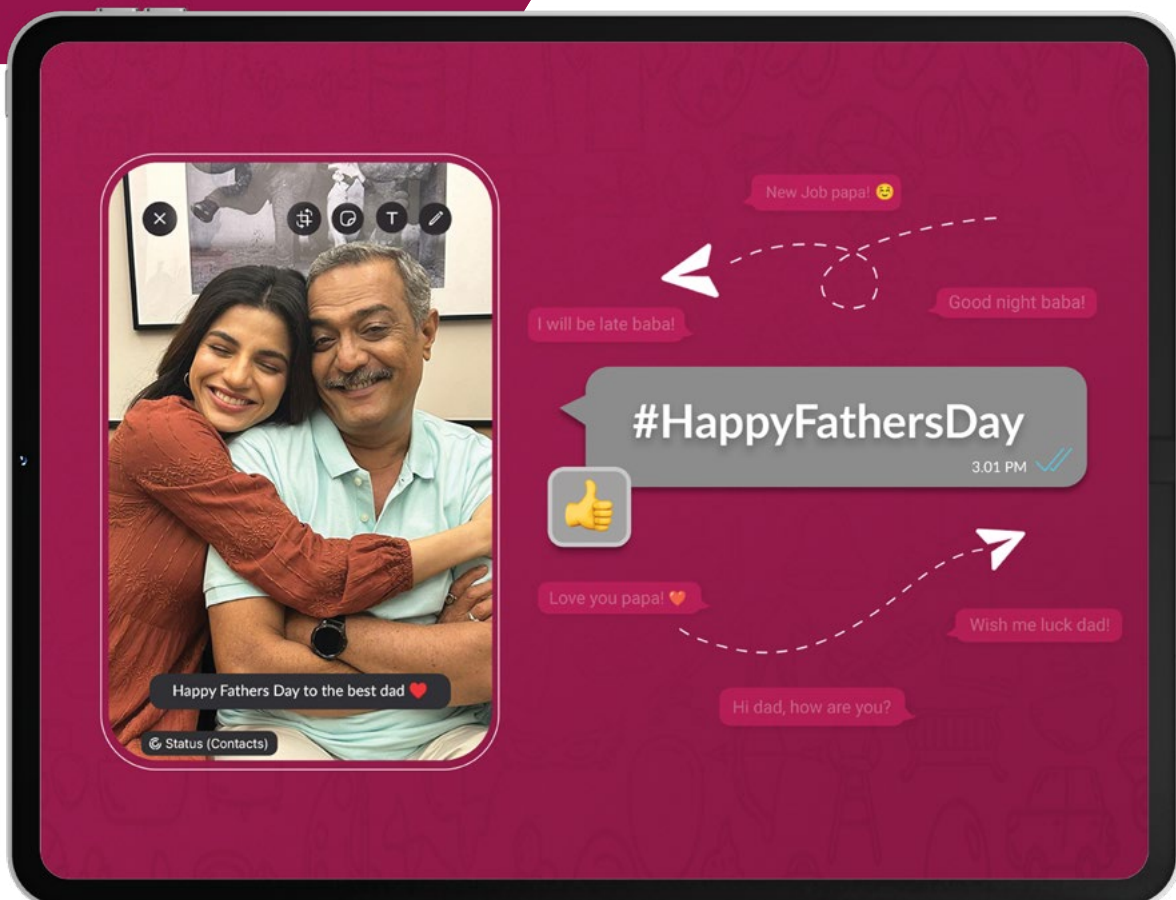 T
Happy Fathers Day to the best dad ❤️
Status (Contacts)
New Job papa! ☺️
I will be late baba!
Good night baba!
#HappyFathersDay
3.01 PM
👍
Love you papa! ❤️
Wish me luck dad!
Hi dad, how are you?